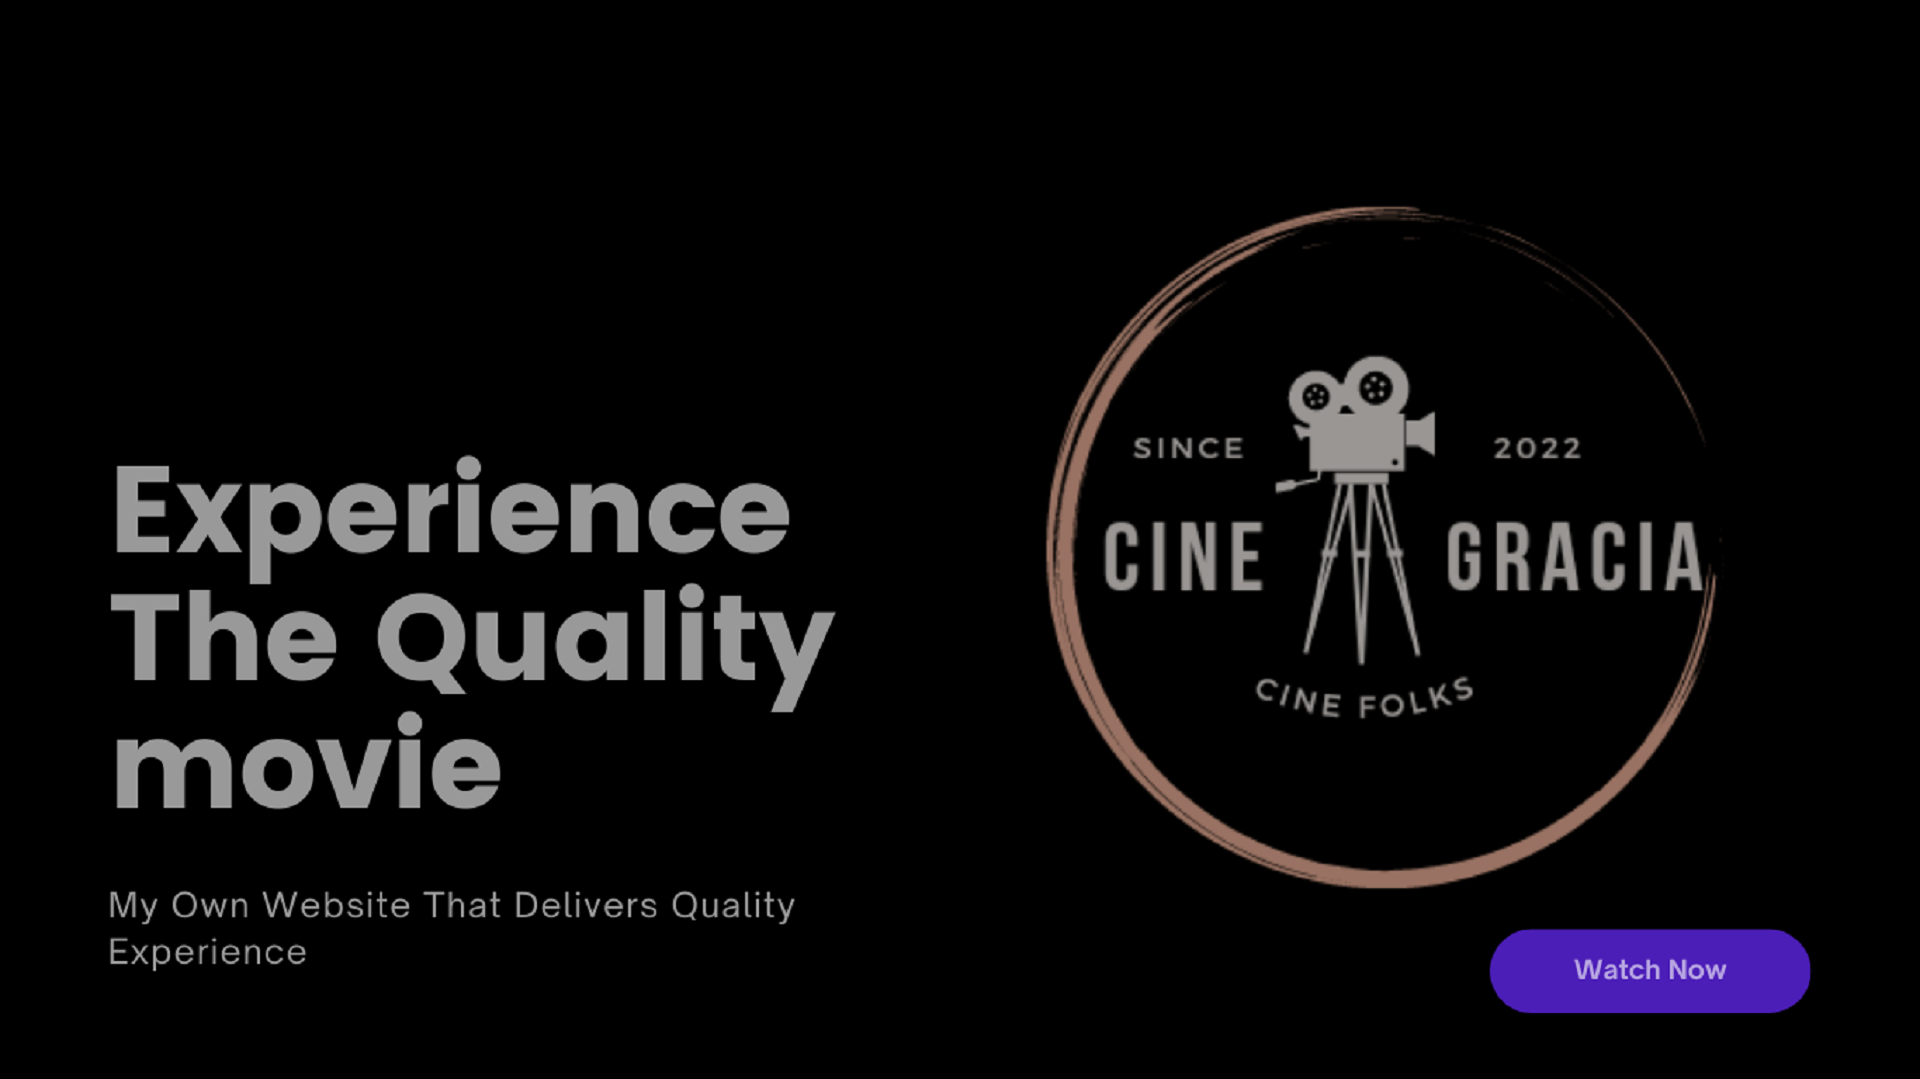 Experience
The Quality
movie
My Own Website That Delivers Quality
Experience
SINCE 2022
CINE GRACIA
CINE FOLKS
Watch Now